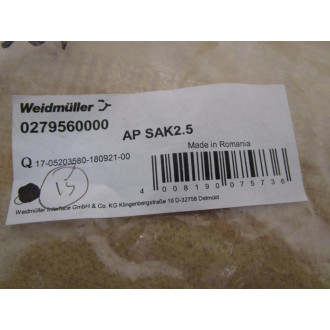 Weidmüller
0279560000
AP SAK2.5
Made in Romania
Q 17-05203580-180921-00
15
4 008190 075736
Weidmüller Interface GmbH & Co. KG Klingenbergstraße 16 D-32758 Detmold